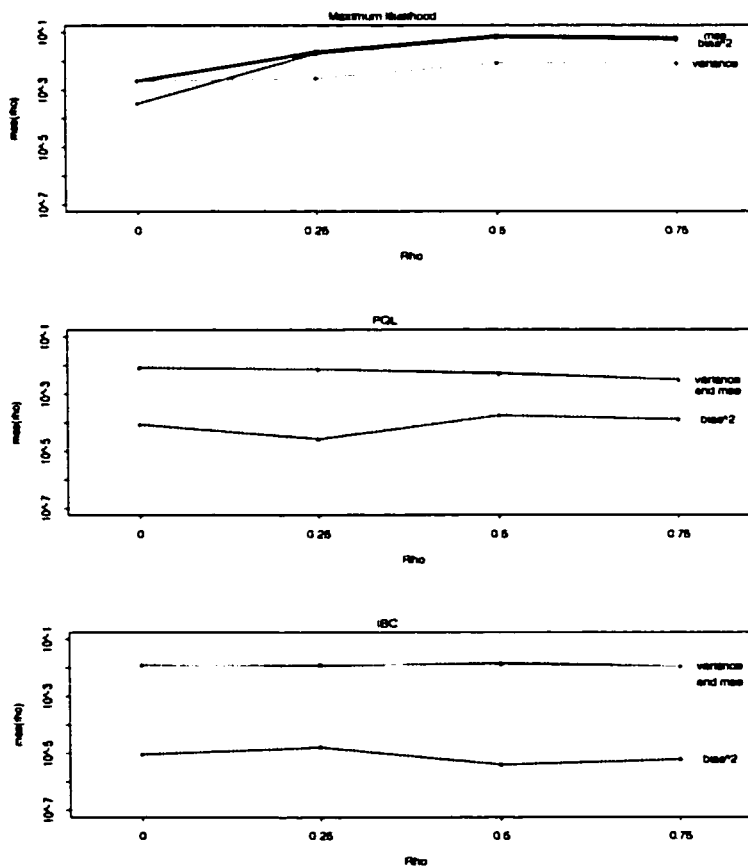 Maximum likelihood
10^-1
10^-3
10^-5
10^-7
mse(rho)
mse
bias^2
variance
0
0.25
0.5
0.75
Rho
PQL
10^-1
10^-3
10^-5
10^-7
mse(rho)
variance
and mse
bias^2
0
0.25
0.5
0.75
Rho
IBC
10^-1
10^-3
10^-5
10^-7
mse(rho)
variance
and mse
bias^2
0
0.25
0.5
0.75
Rho